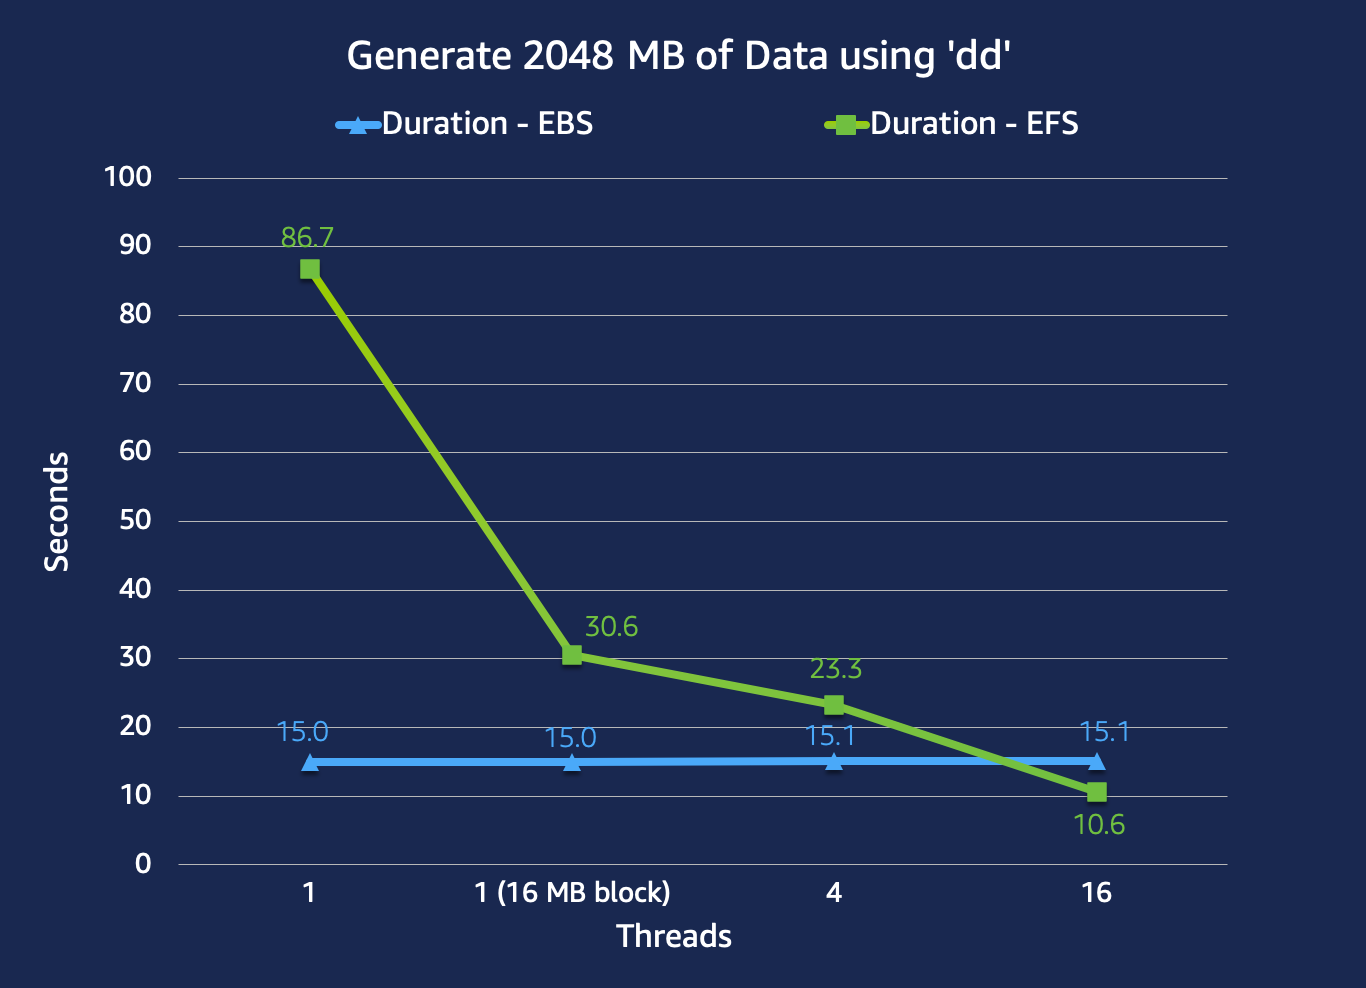 Generate 2048 MB of Data using 'dd'
Duration - EBS Duration - EFS
100
86.7
90
80
70
60
Seconds
50
40
30.6
30
23.3
20
15.0 15.0 15.1 15.1
10
10.6
0
1 1 (16 MB block) 4 16
Threads